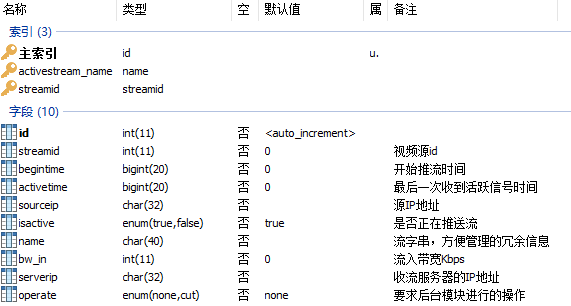 名称 类型 空 默认值 属 备注
索引 (3)
主索引 id u.
activestream_name name
streamid streamid
字段 (10)
id int(11) 否 <auto_increment>
streamid int(11) 否 0 视频源id
begintime bigint(20) 否 0 开始推流时间
activetime bigint(20) 否 0 最后一次收到活跃信号时间
sourceip char(32) 否 源IP地址
isactive enum(true,false) 否 true 是否正在推送流
name char(40) 否 流字串，方便管理的冗余信息
bw_in int(11) 否 0 流入带宽Kbps
serverip char(32) 否 收流服务器的IP地址
operate enum(none,cut) 否 none 要求后台模块进行的操作